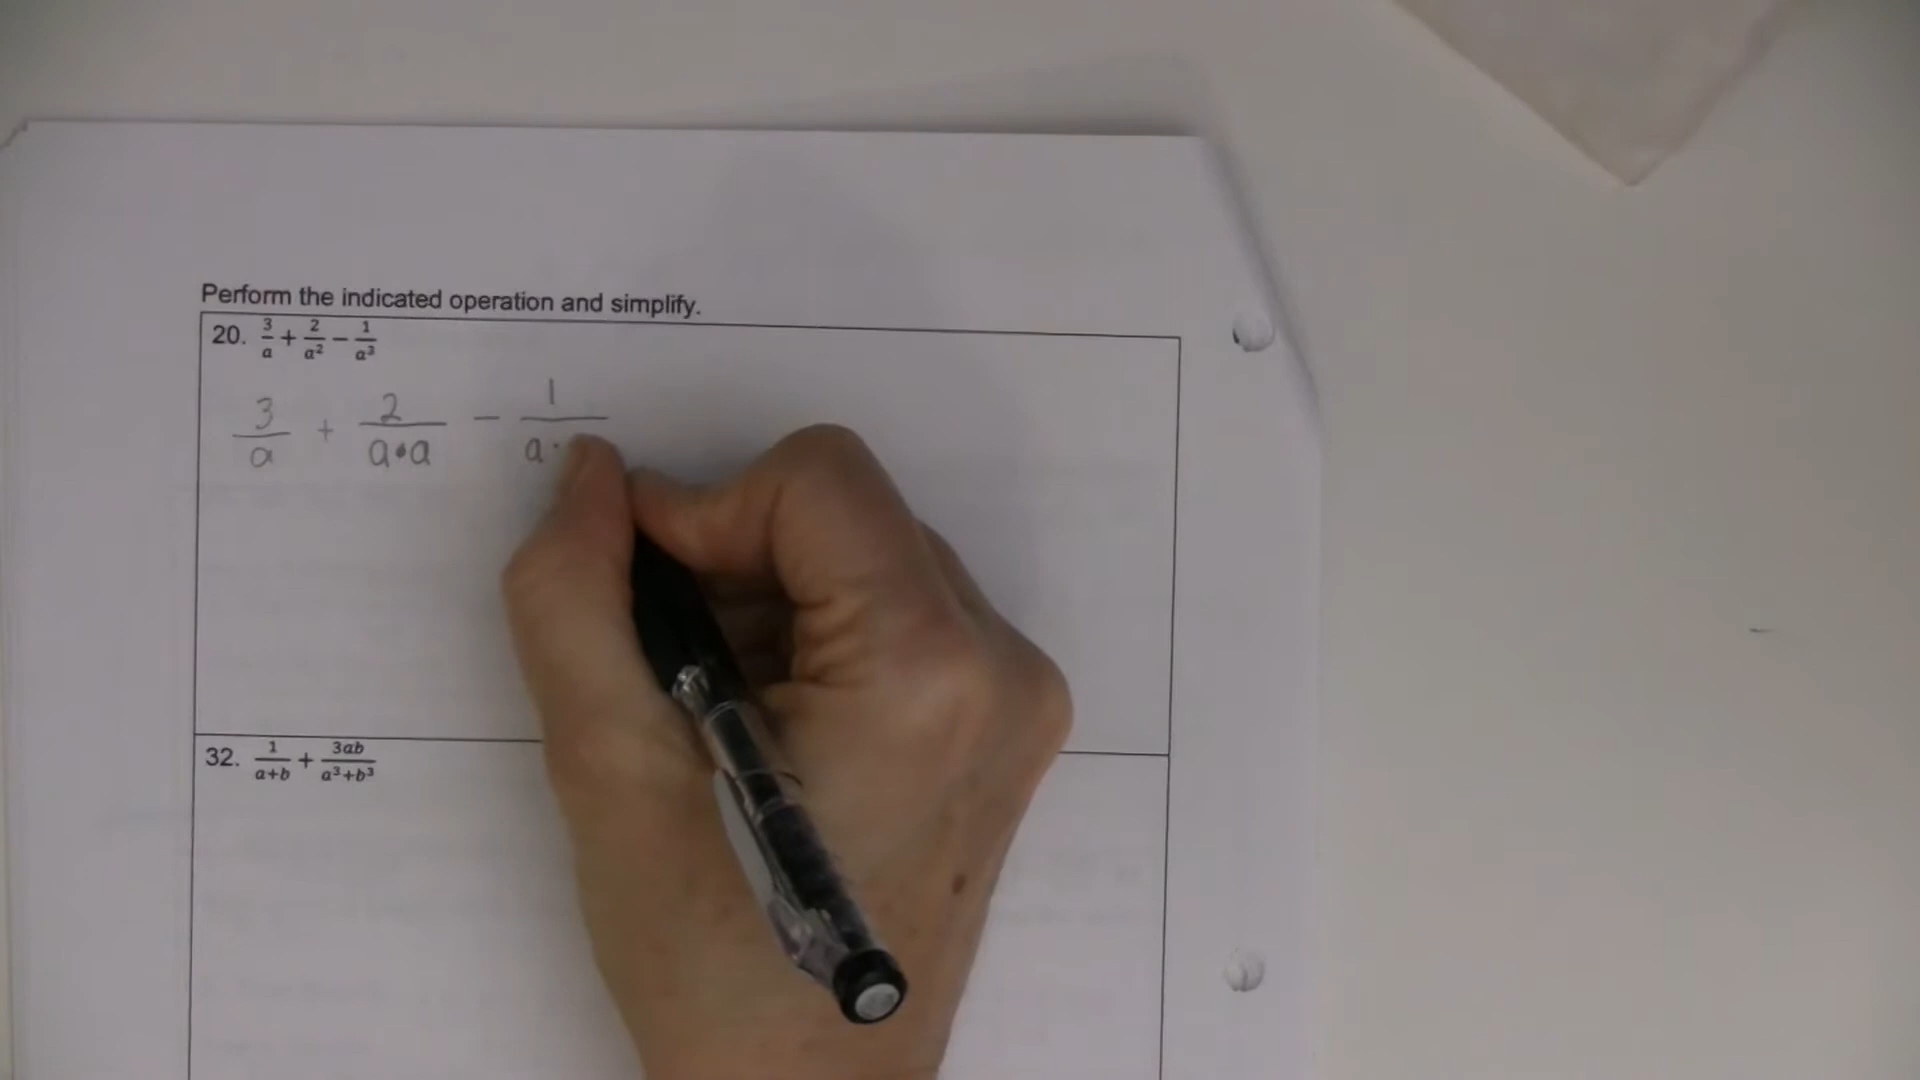 Perform the indicated operation and simplify.
20. 3/a + 2/a² − 1/a³
3/a + 2/(a•a) − 1/(a·
32. 1/(a+b) + 3ab/(a³+b³)